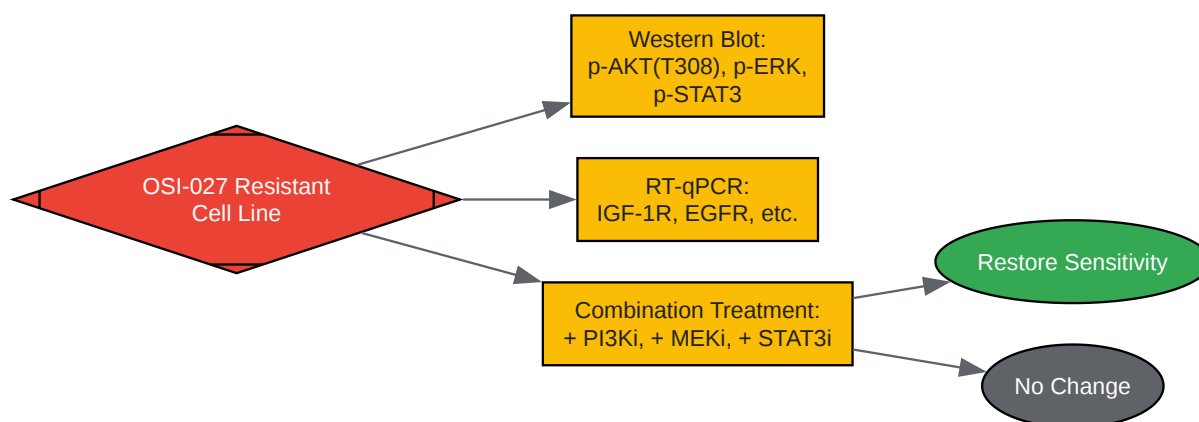 Western Blot:
p-AKT(T308), p-ERK,
p-STAT3
OSI-027 Resistant
Cell Line
RT-qPCR:
IGF-1R, EGFR, etc.
Restore Sensitivity
Combination Treatment:
+ PI3Ki, + MEKi, + STAT3i
No Change